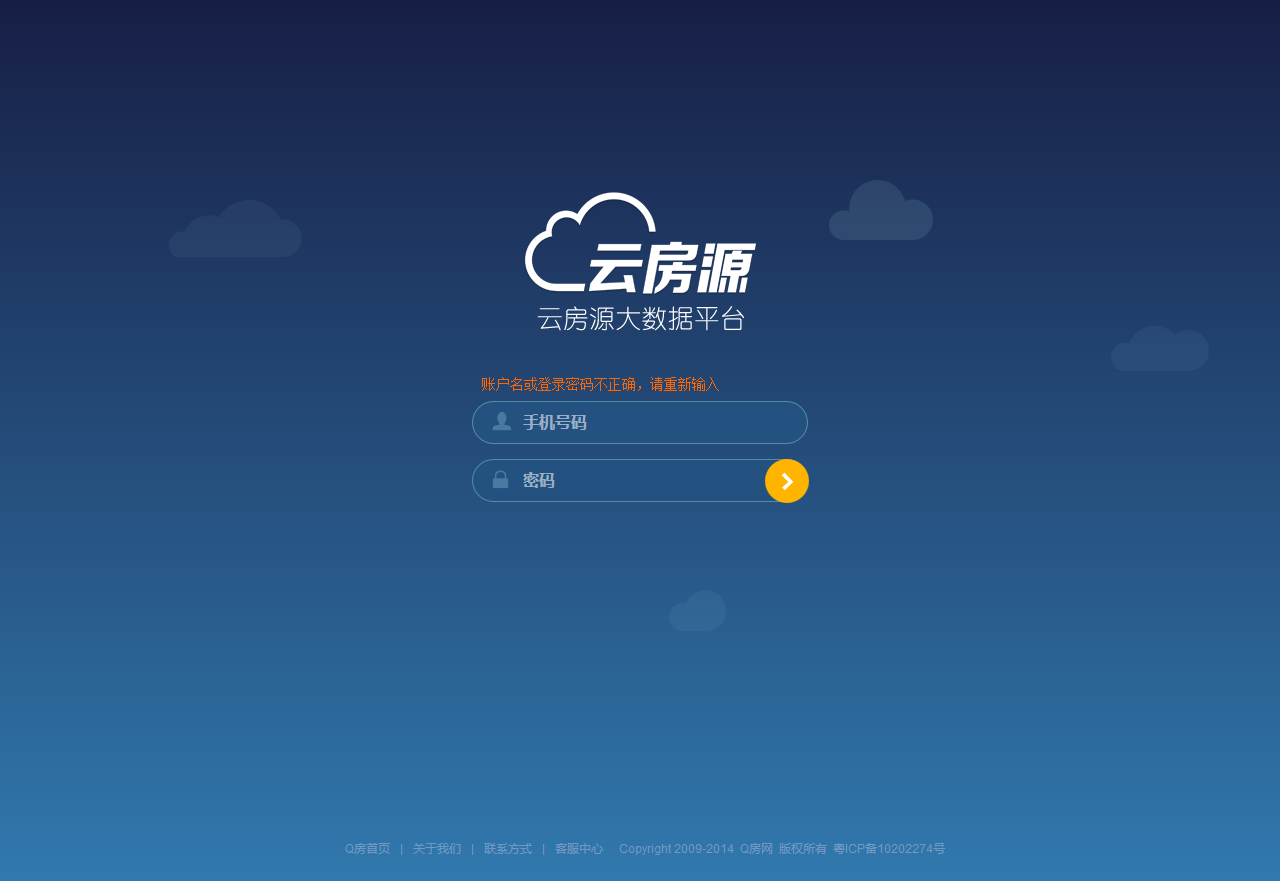 云房源
云房源大数据平台
账户名或登录密码不正确，请重新输入
手机号码
密码
Q房首页 | 关于我们 | 联系方式 | 客服中心 Copyright 2009-2014 Q房网 版权所有 粤ICP备10202274号